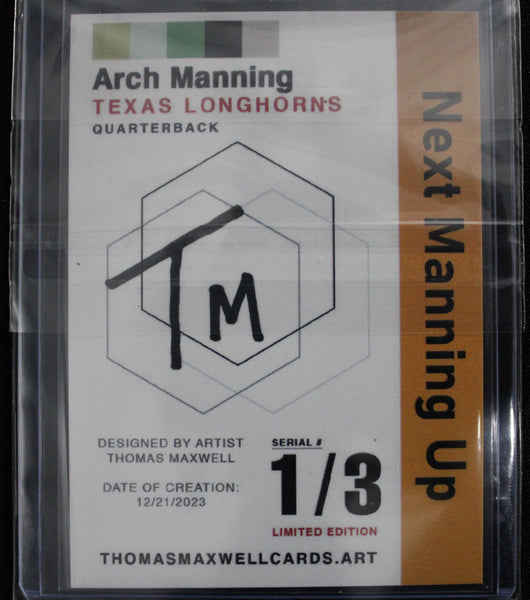 Arch Manning
TEXAS LONGHORNS
QUARTERBACK
Next Manning Up
TM
DESIGNED BY ARTIST
THOMAS MAXWELL
DATE OF CREATION:
12/21/2023
SERIAL #
1/3
LIMITED EDITION
THOMASMAXWELLCARDS.ART